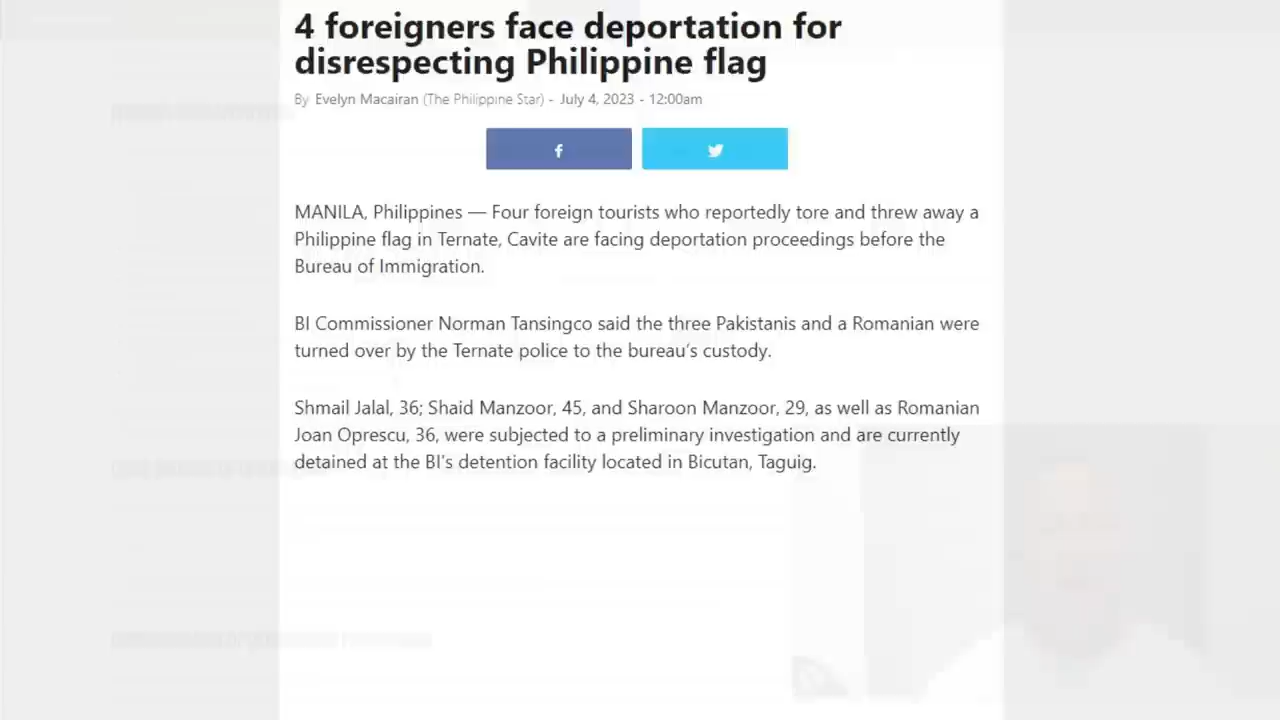 4 foreigners face deportation for
disrespecting Philippine flag
By Evelyn Macairan (The Philippine Star) - July 4, 2023 - 12:00am
MANILA, Philippines — Four foreign tourists who reportedly tore and threw away a
Philippine flag in Ternate, Cavite are facing deportation proceedings before the
Bureau of Immigration.
BI Commissioner Norman Tansingco said the three Pakistanis and a Romanian were
turned over by the Ternate police to the bureau's custody.
Shmail Jalal, 36; Shaid Manzoor, 45, and Sharoon Manzoor, 29, as well as Romanian
Joan Oprescu, 36, were subjected to a preliminary investigation and are currently
detained at the BI's detention facility located in Bicutan, Taguig.